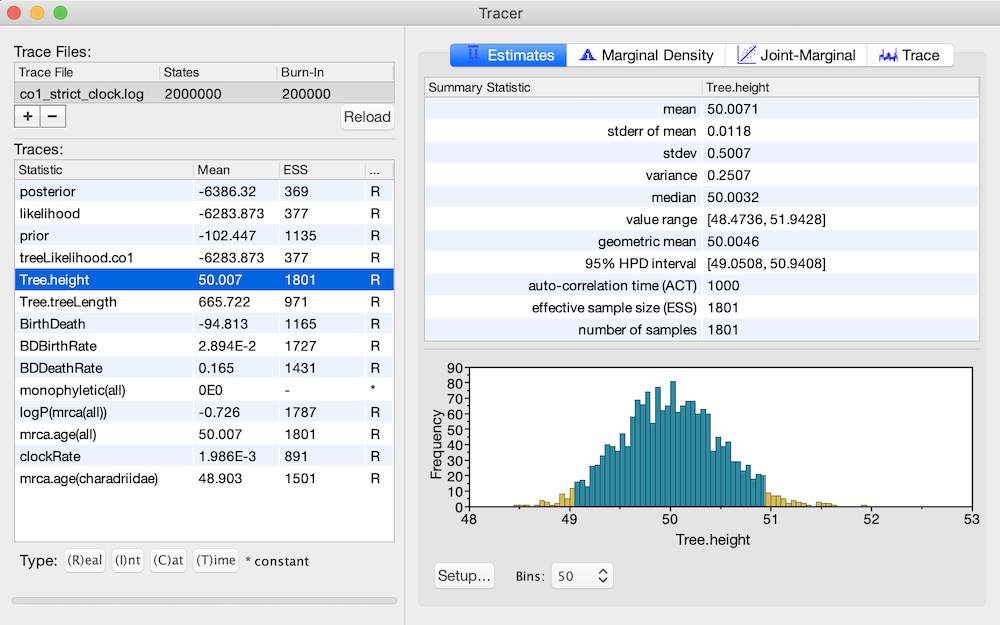 Tracer
Trace Files:
Trace File States Burn-In
co1_strict_clock.log 2000000 200000
+ − Reload
Traces:
Statistic Mean ESS ...
posterior -6386.32 369 R
likelihood -6283.873 377 R
prior -102.447 1135 R
treeLikelihood.co1 -6283.873 377 R
Tree.height 50.007 1801 R
Tree.treeLength 665.722 971 R
BirthDeath -94.813 1165 R
BDBirthRate 2.894E-2 1727 R
BDDeathRate 0.165 1431 R
monophyletic(all) 0E0 - *
logP(mrca(all)) -0.726 1787 R
mrca.age(all) 50.007 1801 R
clockRate 1.986E-3 891 R
mrca.age(charadriidae) 48.903 1501 R
Type: (R)eal (I)nt (C)at (T)ime * constant
Estimates Marginal Density Joint-Marginal Trace
Summary Statistic Tree.height
mean 50.0071
stderr of mean 0.0118
stdev 0.5007
variance 0.2507
median 50.0032
value range [48.4736, 51.9428]
geometric mean 50.0046
95% HPD interval [49.0508, 50.9408]
auto-correlation time (ACT) 1000
effective sample size (ESS) 1801
number of samples 1801
Frequency
90
80
70
60
50
40
30
20
10
0
48 49 50 51 52 53
Tree.height
Setup... Bins: 50